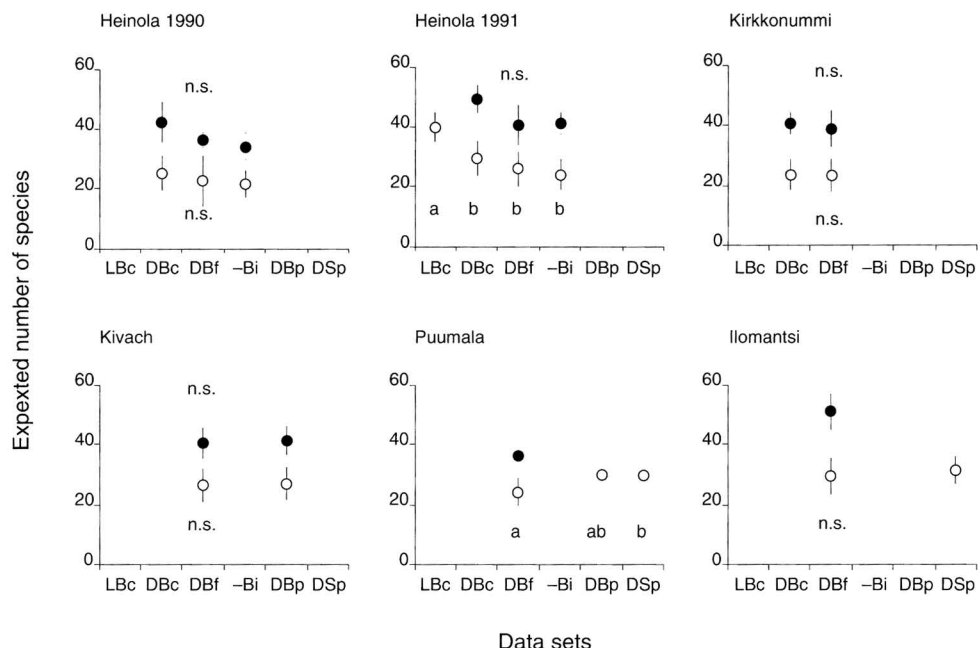 Heinola 1990
Heinola 1991
Kirkkonummi
60
40
20
0
n.s.
n.s.
LBc DBc DBf –Bi DBp DSp
60
40
20
0
n.s.
a b b b
LBc DBc DBf –Bi DBp DSp
60
40
20
0
n.s.
n.s.
LBc DBc DBf –Bi DBp DSp
Expexted number of species
Kivach
Puumala
Ilomantsi
60
40
20
0
n.s.
n.s.
LBc DBc DBf –Bi DBp DSp
60
40
20
0
a ab b
LBc DBc DBf –Bi DBp DSp
60
40
20
0
n.s.
LBc DBc DBf –Bi DBp DSp
Data sets